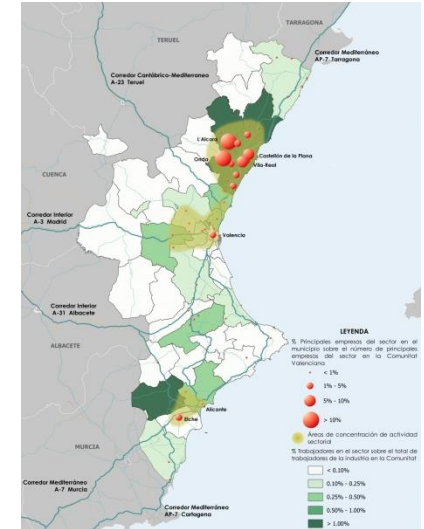 TARRAGONA
TERUEL
Corredor Mediterráneo
AP-7 Tarragona
Corredor Cantábrico-Mediterraneo
A-23 Teruel
L'Alcora
Castellón de la Plana
Onda
Vila-Real
CUENCA
Corredor Interior
A-3 Madrid
Valencia
Corredor Interior
A-31 Albacete
ALBACETE
Alicante
Elche
MURCIA
Corredor Mediterráneo
A-7 Murcia
Corredor Mediterráneo
AP-7 Cartagena
LEYENDA
% Principales empresas del sector en el
municipio sobre el número de principales
empresas del sector en la Comunitat
Valenciana
< 1%
1% - 5%
5% - 10%
> 10%
Áreas de concentración de actividad
sectorial
% Trabajadores en el sector sobre el total de
trabajadores de la industria en la Comunitat
< 0.10%
0.10% - 0.25%
0.25% - 0.50%
0.50% - 1.00%
> 1.00%